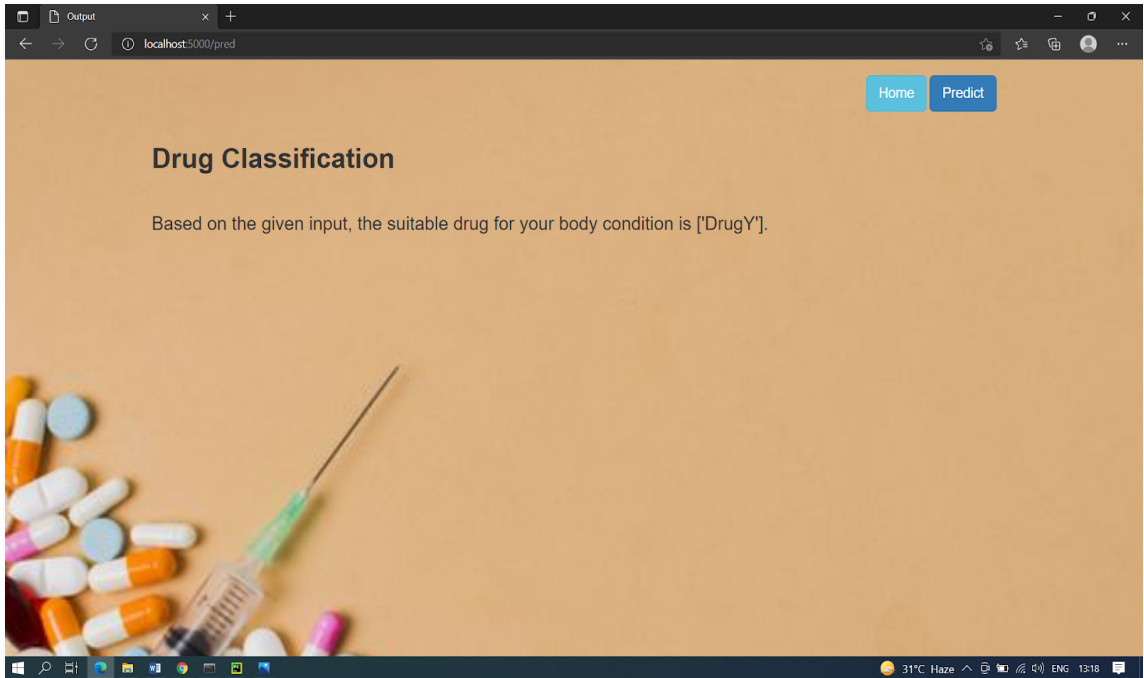 Output
localhost:5000/pred
Home
Predict
Drug Classification
Based on the given input, the suitable drug for your body condition is ['DrugY'].
31°C Haze
ENG
13:18